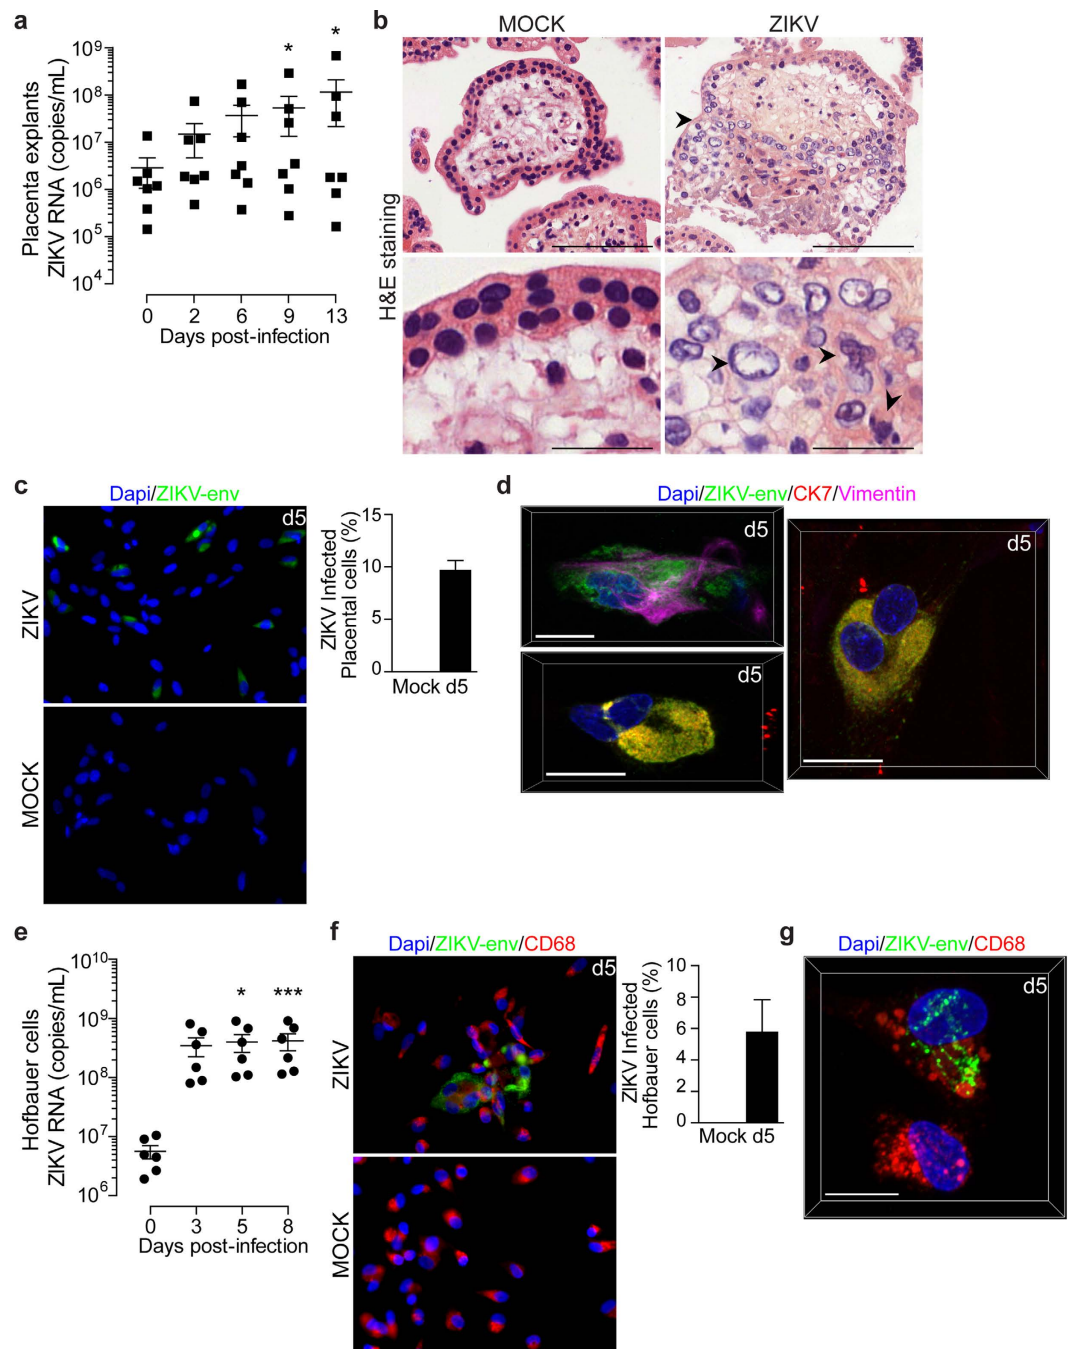 a
Placenta explants
ZIKV RNA (copies/mL)
10⁹
10⁸
10⁷
10⁶
10⁵
10⁴
*
*
0 2 6 9 13
Days post-infection
b
MOCK ZIKV
H&E staining
c
Dapi/ZIKV-env
ZIKV
d5
MOCK
ZIKV Infected
Placental cells (%)
15
10
5
0
Mock d5
d
Dapi/ZIKV-env/CK7/Vimentin
d5
d5
d5
e
Hofbauer cells
ZIKV RNA (copies/mL)
10¹⁰
10⁹
10⁸
10⁷
10⁶
* ***
0 3 5 8
Days post-infection
f
Dapi/ZIKV-env/CD68
ZIKV
d5
MOCK
ZIKV Infected
Hofbauer cells (%)
10
8
6
4
2
0
Mock d5
g
Dapi/ZIKV-env/CD68
d5